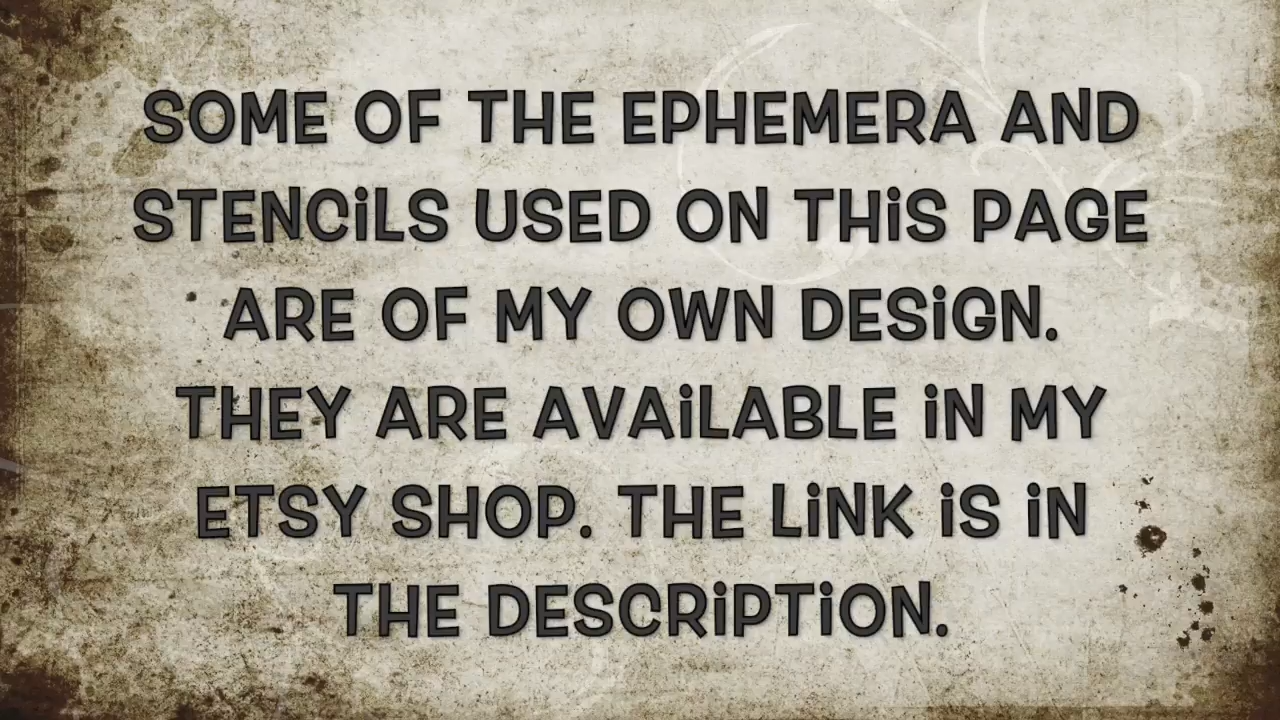 SOME OF THE EPHEMERA AND
STENCiLS USED ON THiS PAGE
ARE OF MY OWN DESiGN.
THEY ARE AVAiLABLE iN MY
ETSY SHOP. THE LiNK iS iN
THE DESCRiPTiON.